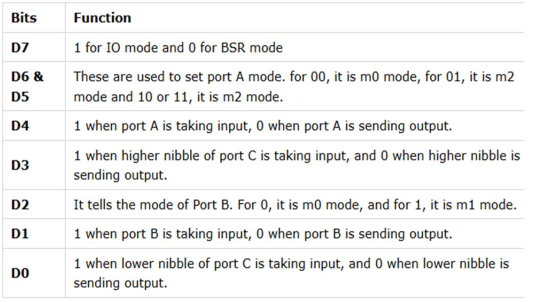 Bits Function
D7 1 for IO mode and 0 for BSR mode
D6 & These are used to set port A mode. for 00, it is m0 mode, for 01, it is m2
D5 mode and 10 or 11, it is m2 mode.
D4 1 when port A is taking input, 0 when port A is sending output.
D3 1 when higher nibble of port C is taking input, and 0 when higher nibble is
sending output.
D2 It tells the mode of Port B. For 0, it is m0 mode, and for 1, it is m1 mode.
D1 1 when port B is taking input, 0 when port B is sending output.
D0 1 when lower nibble of port C is taking input, and 0 when lower nibble is
sending output.